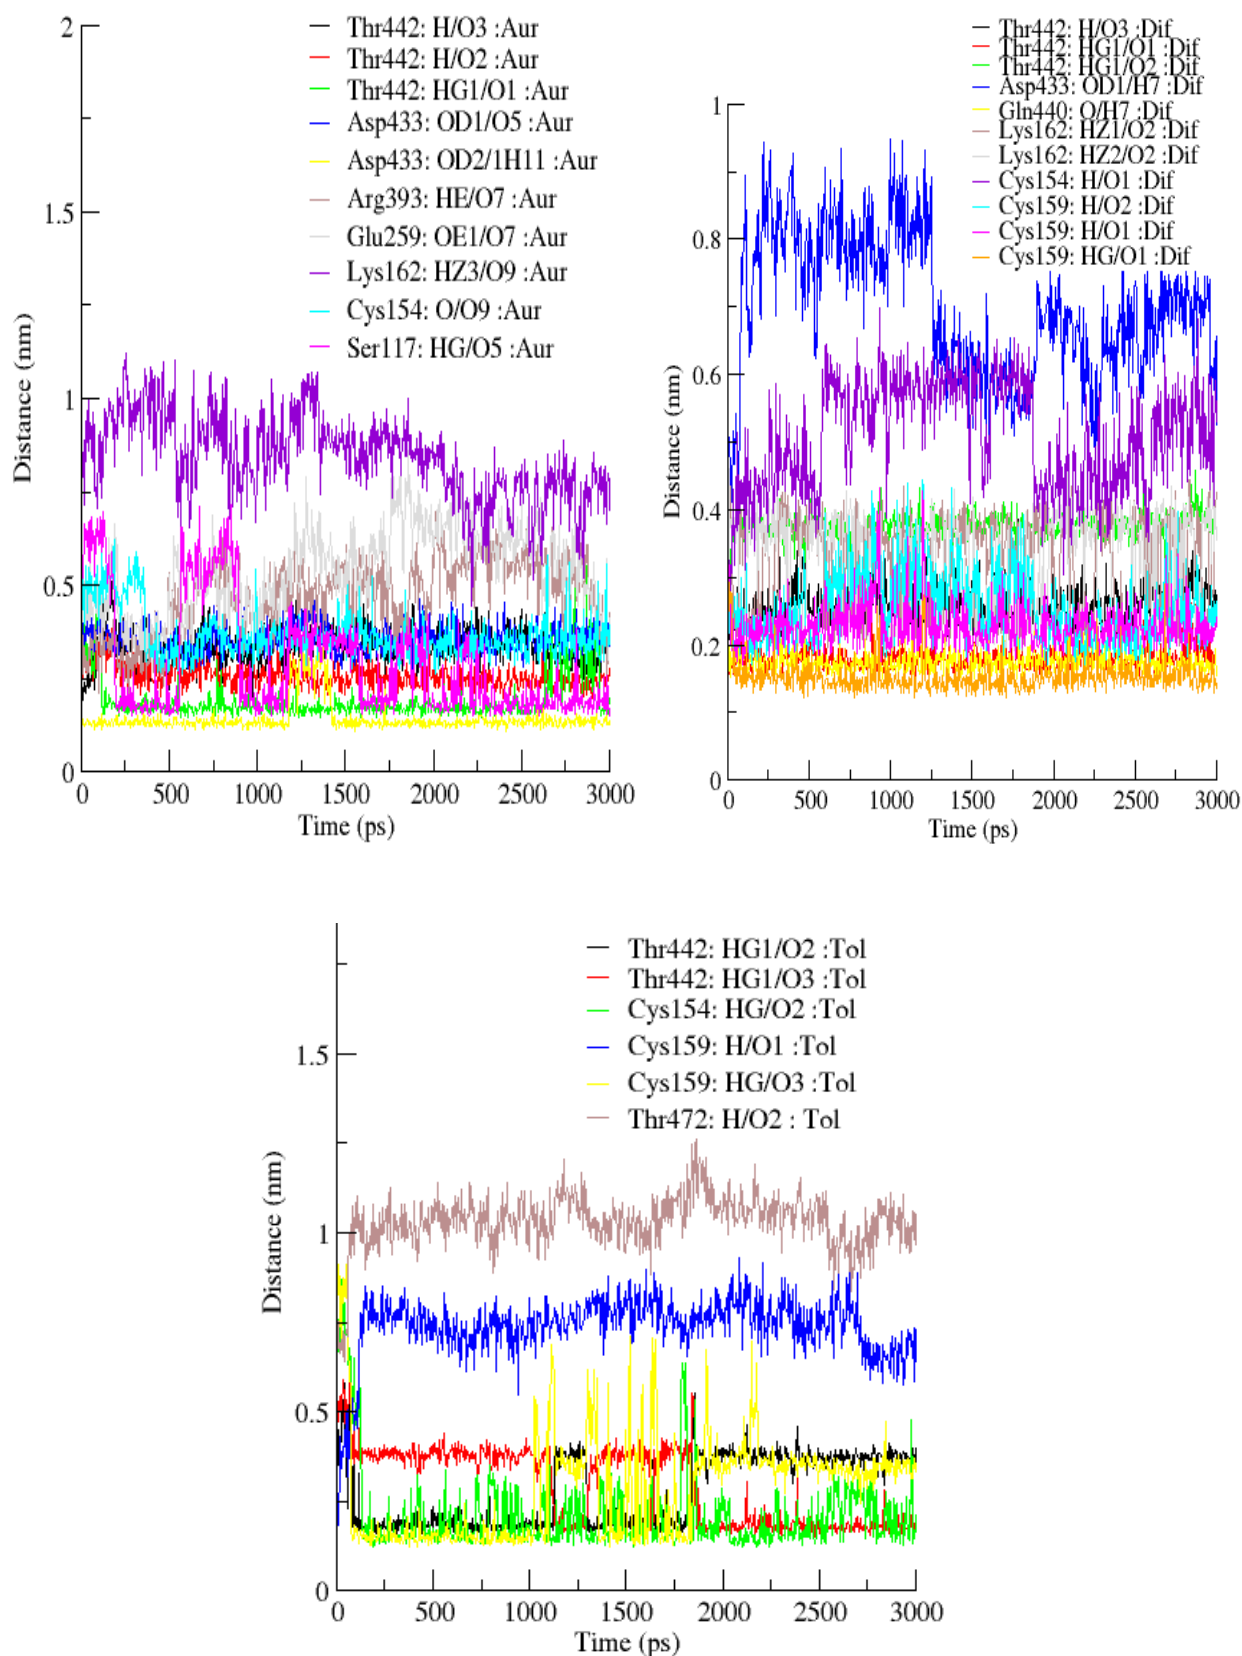 Thr442: H/O3 :Aur
Thr442: H/O2 :Aur
Thr442: HG1/O1 :Aur
Asp433: OD1/O5 :Aur
Asp433: OD2/1H11 :Aur
Arg393: HE/O7 :Aur
Glu259: OE1/O7 :Aur
Lys162: HZ3/O9 :Aur
Cys154: O/O9 :Aur
Ser117: HG/O5 :Aur
2
1.5
1
0.5
0
Distance (nm)
0 500 1000 1500 2000 2500 3000
Time (ps)
Thr442: H/O3 :Dif
Thr442: HG1/O1 :Dif
Thr442: HG1/O2 :Dif
Asp433: OD1/H7 :Dif
Gln440: O/H7 :Dif
Lys162: HZ1/O2 :Dif
Lys162: HZ2/O2 :Dif
Cys154: H/O1 :Dif
Cys159: H/O2 :Dif
Cys159: H/O1 :Dif
Cys159: HG/O1 :Dif
1
0.8
0.6
0.4
0.2
0
Distance (nm)
0 500 1000 1500 2000 2500 3000
Time (ps)
Thr442: HG1/O2 :Tol
Thr442: HG1/O3 :Tol
Cys154: HG/O2 :Tol
Cys159: H/O1 :Tol
Cys159: HG/O3 :Tol
Thr472: H/O2 : Tol
1.5
1
0.5
0
Distance (nm)
0 500 1000 1500 2000 2500 3000
Time (ps)